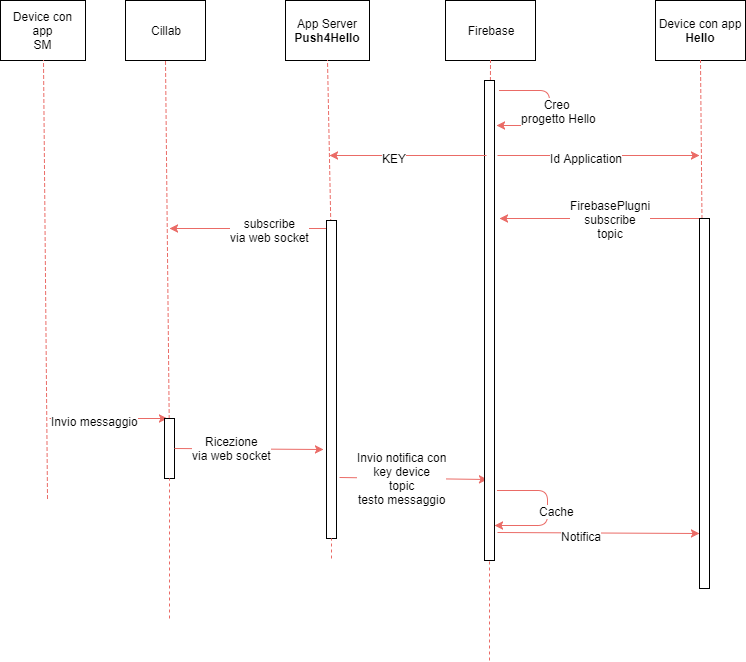 Device con
app
SM
Cillab
App Server
Push4Hello
Firebase
Device con app
Hello
Creo
progetto Hello
KEY
Id Application
FirebasePlugni
subscribe
topic
subscribe
via web socket
Invio messaggio
Ricezione
via web socket
Invio notifica con
key device
topic
testo messaggio
Cache
Notifica